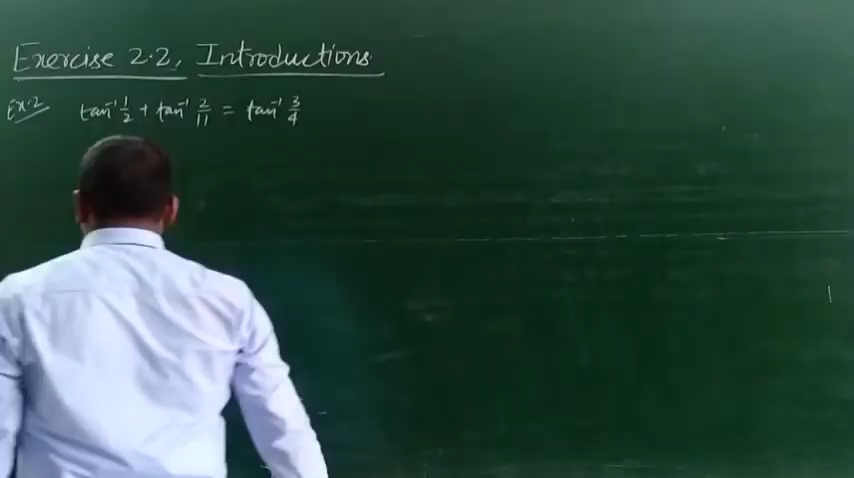 Exercise 2.2, Introductions.
Ex.2 tan⁻¹ 1/2 + tan⁻¹ 2/11 = tan⁻¹ 3/4